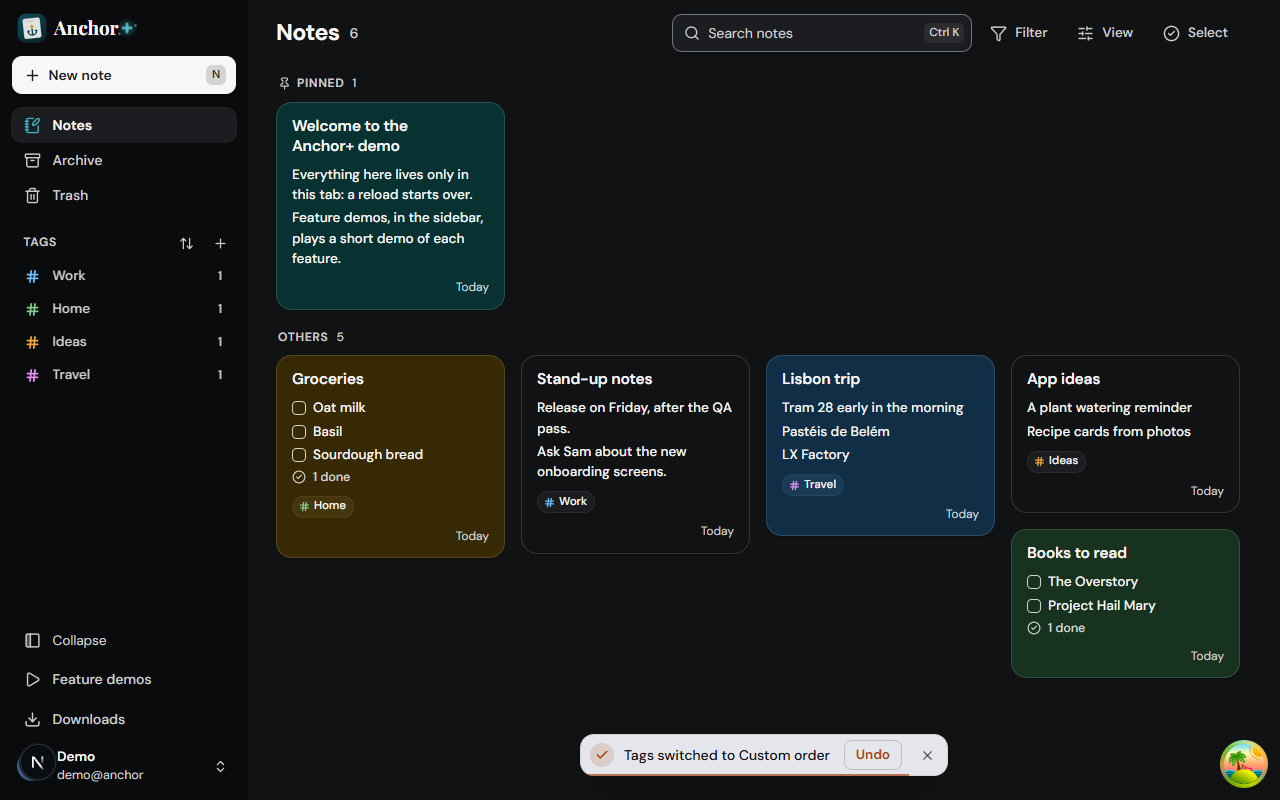 Anchor+
New note
N
Notes
Archive
Trash
TAGS
Work 1
Home 1
Ideas 1
Travel 1
Collapse
Feature demos
Downloads
N
Demo
demo@anchor
Notes 6
Search notes
Ctrl K
Filter
View
Select
PINNED 1
Welcome to the
Anchor+ demo
Everything here lives only in
this tab: a reload starts over.
Feature demos, in the sidebar,
plays a short demo of each
feature.
Today
OTHERS 5
Groceries
Oat milk
Basil
Sourdough bread
1 done
# Home
Today
Stand-up notes
Release on Friday, after the QA
pass.
Ask Sam about the new
onboarding screens.
# Work
Today
Lisbon trip
Tram 28 early in the morning
Pastéis de Belém
LX Factory
# Travel
Today
App ideas
A plant watering reminder
Recipe cards from photos
# Ideas
Today
Books to read
The Overstory
Project Hail Mary
1 done
Today
Tags switched to Custom order
Undo